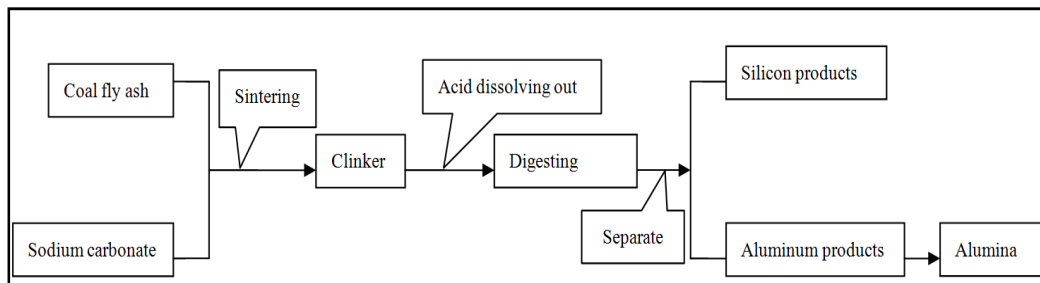 Coal fly ash
Sintering
Acid dissolving out
Silicon products
Clinker
Digesting
Sodium carbonate
Separate
Aluminum products
Alumina